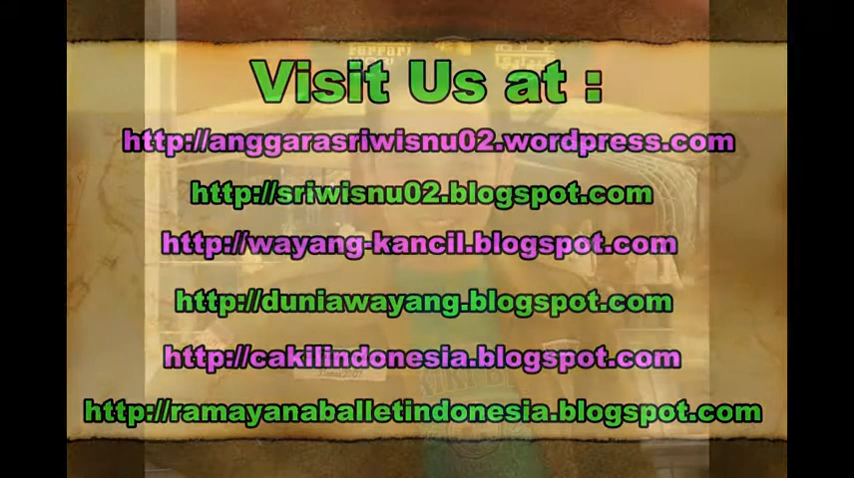 Ferrari
Visit Us at :
http://anggarasriwisnu02.wordpress.com
http://sriwisnu02.blogspot.com
http://wayang-kancil.blogspot.com
http://duniawayang.blogspot.com
http://cakilindonesia.blogspot.com
http://ramayanaballetindonesia.blogspot.com